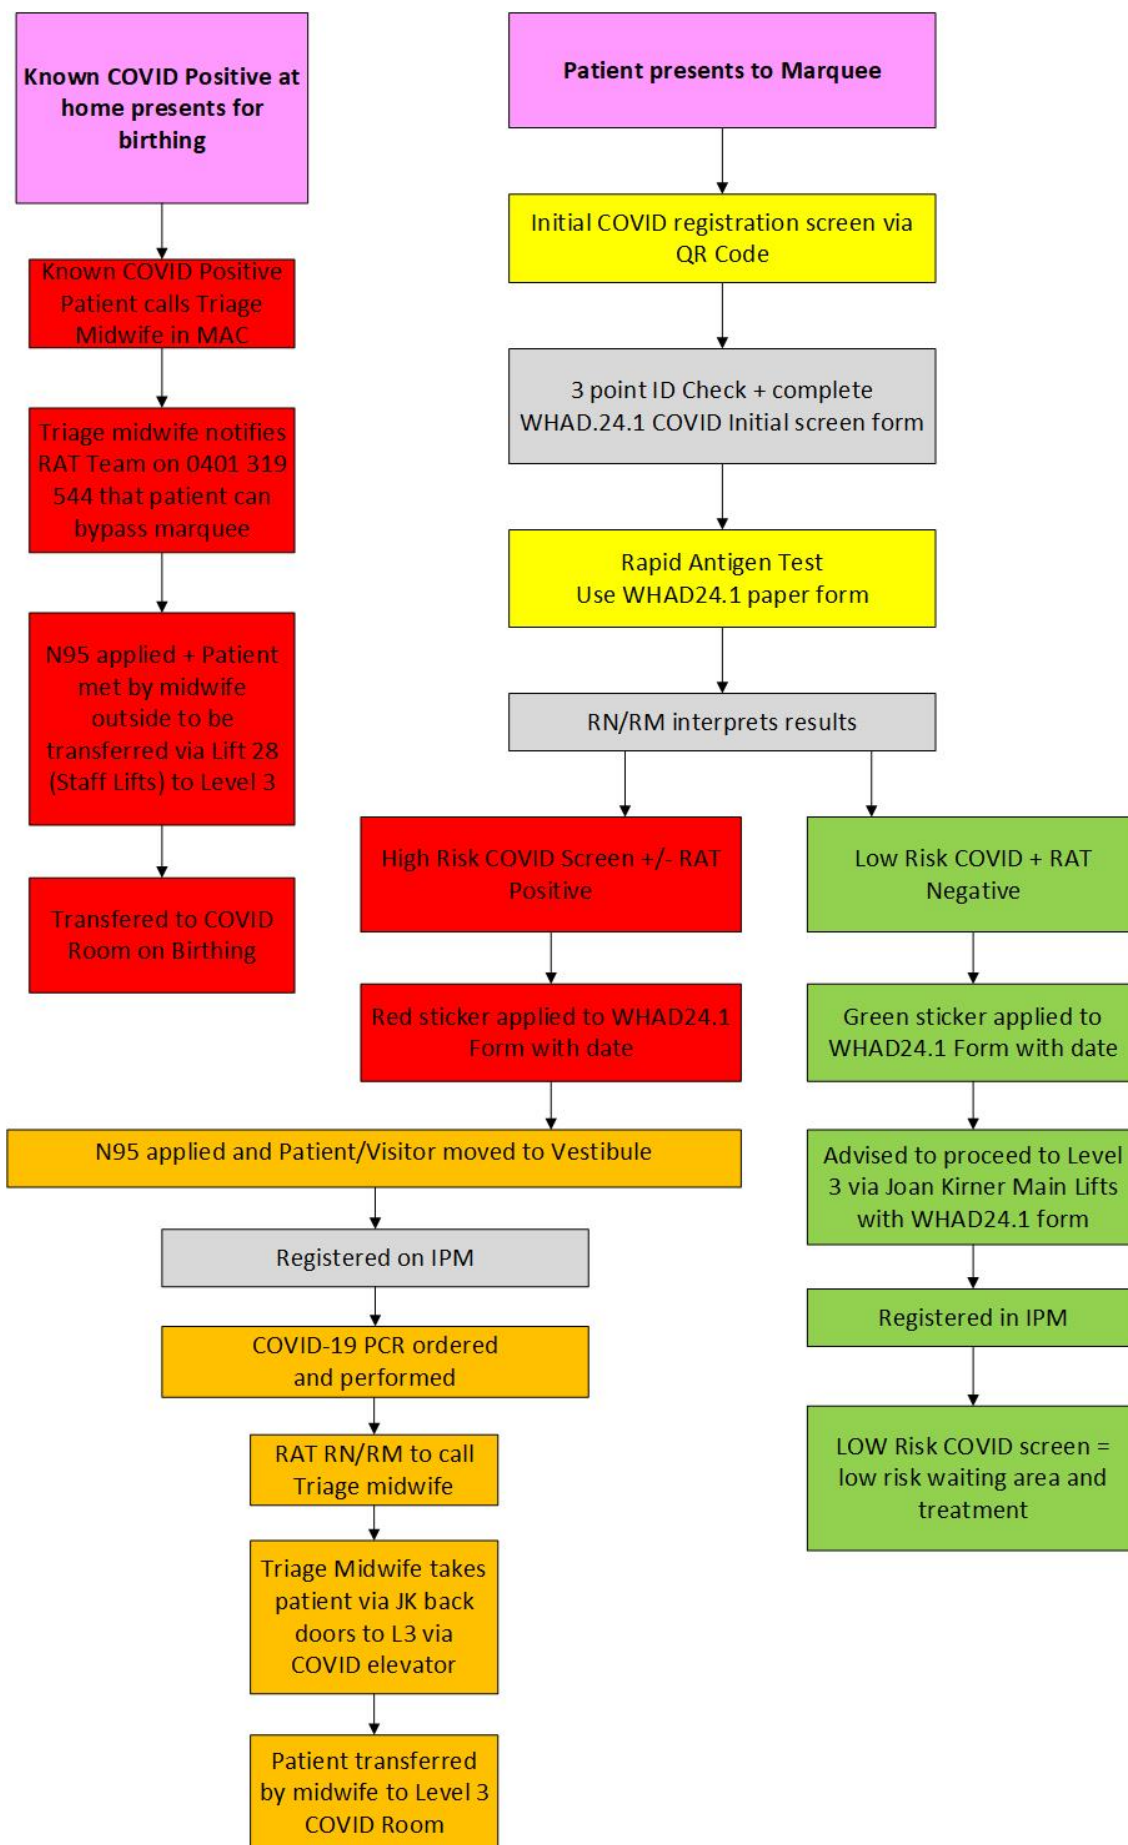 Known COVID Positive at
home presents for
birthing
Known COVID Positive
Patient calls Triage
Midwife in MAC
Triage midwife notifies
RAT Team on 0401 319
544 that patient can
bypass marquee
N95 applied + Patient
met by midwife
outside to be
transferred via Lift 28
(Staff Lifts) to Level 3
Transfered to COVID
Room on Birthing
Patient presents to Marquee
Initial COVID registration screen via
QR Code
3 point ID Check + complete
WHAD.24.1 COVID Initial screen form
Rapid Antigen Test
Use WHAD24.1 paper form
RN/RM interprets results
High Risk COVID Screen +/- RAT
Positive
Red sticker applied to WHAD24.1
Form with date
N95 applied and Patient/Visitor moved to Vestibule
Registered on IPM
COVID-19 PCR ordered
and performed
RAT RN/RM to call
Triage midwife
Triage Midwife takes
patient via JK back
doors to L3 via
COVID elevator
Patient transferred
by midwife to Level 3
COVID Room
Low Risk COVID + RAT
Negative
Green sticker applied to
WHAD24.1 Form with date
Advised to proceed to Level
3 via Joan Kirner Main Lifts
with WHAD24.1 form
Registered in IPM
LOW Risk COVID screen =
low risk waiting area and
treatment